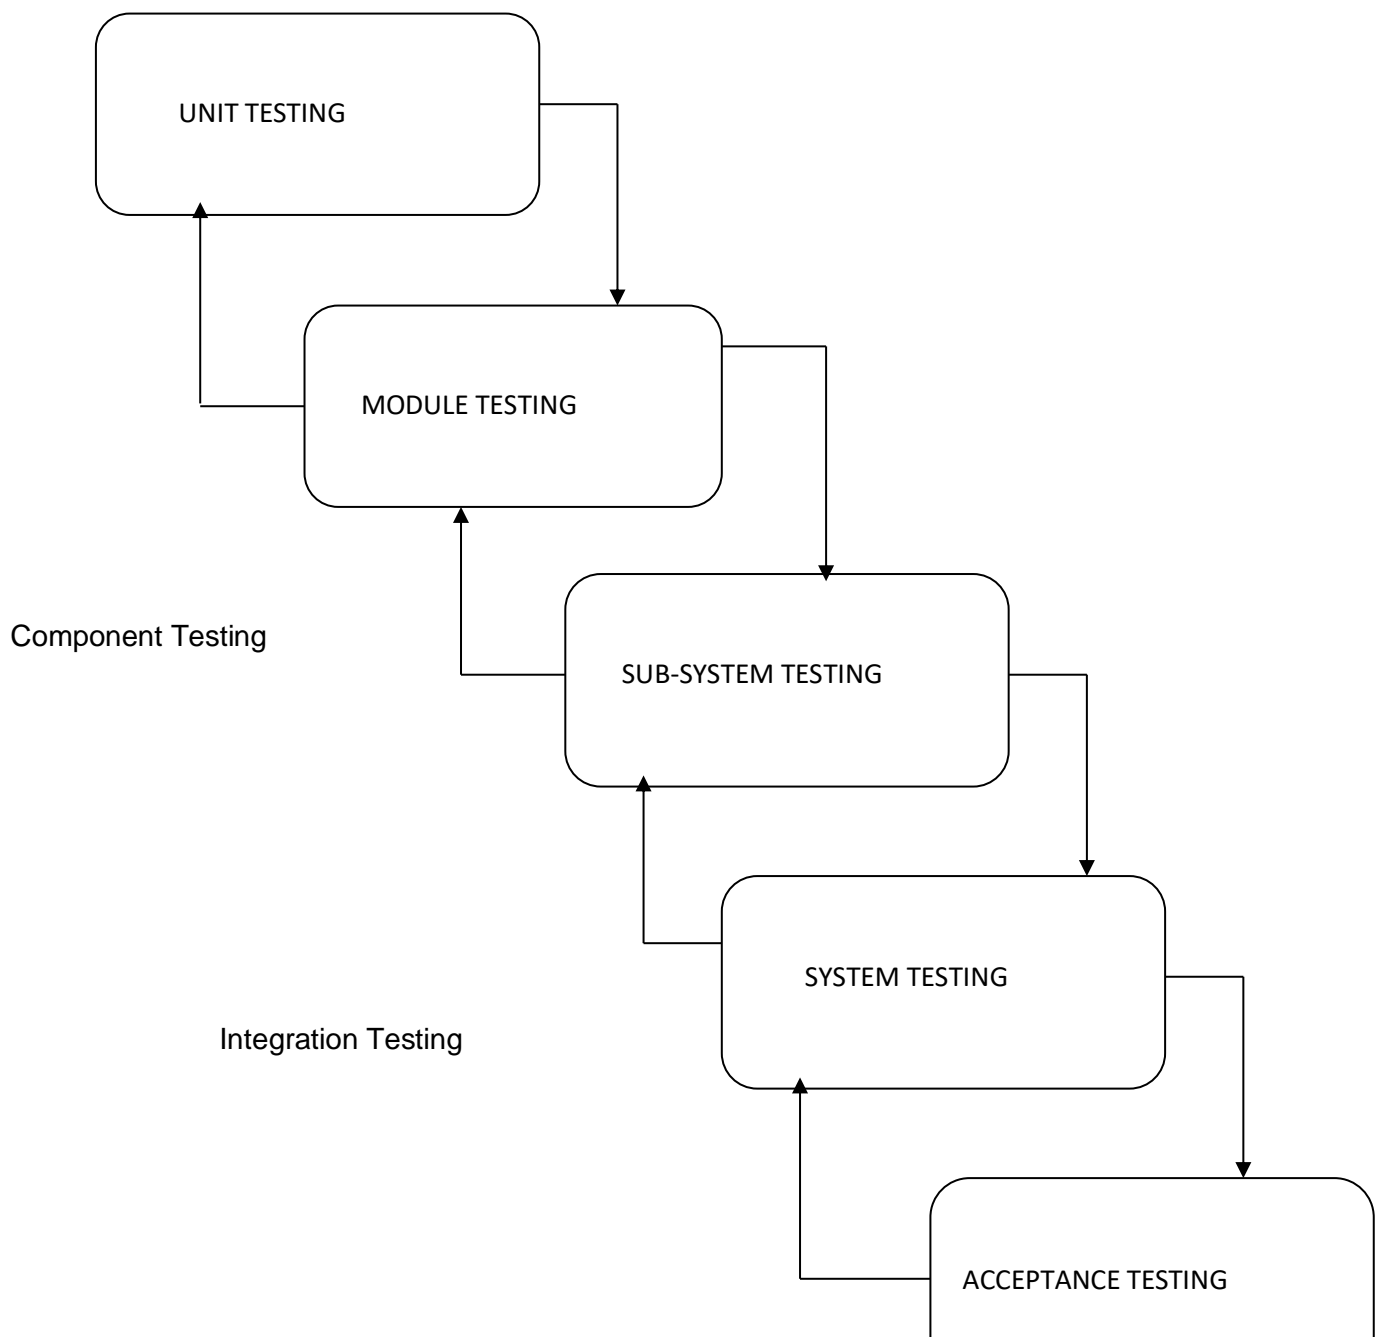 UNIT TESTING
MODULE TESTING
Component Testing
SUB-SYSTEM TESTING
SYSTEM TESTING
Integration Testing
ACCEPTANCE TESTING